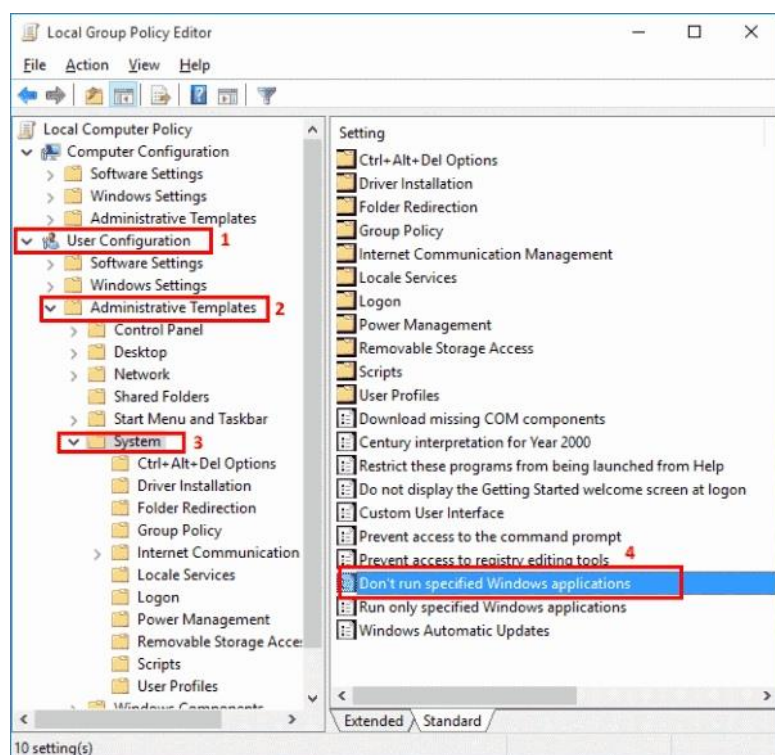 Local Group Policy Editor
File Action View Help
Local Computer Policy
Computer Configuration
Software Settings
Windows Settings
Administrative Templates
User Configuration 1
Software Settings
Windows Settings
Administrative Templates 2
Control Panel
Desktop
Network
Shared Folders
Start Menu and Taskbar
System 3
Ctrl+Alt+Del Options
Driver Installation
Folder Redirection
Group Policy
Internet Communication
Locale Services
Logon
Power Management
Removable Storage Acce
Scripts
User Profiles
Windows Components
Setting
Ctrl+Alt+Del Options
Driver Installation
Folder Redirection
Group Policy
Internet Communication Management
Locale Services
Logon
Power Management
Removable Storage Access
Scripts
User Profiles
Download missing COM components
Century interpretation for Year 2000
Restrict these programs from being launched from Help
Do not display the Getting Started welcome screen at logon
Custom User Interface
Prevent access to the command prompt
Prevent access to registry editing tools 4
Don't run specified Windows applications
Run only specified Windows applications
Windows Automatic Updates
Extended Standard
10 setting(s)